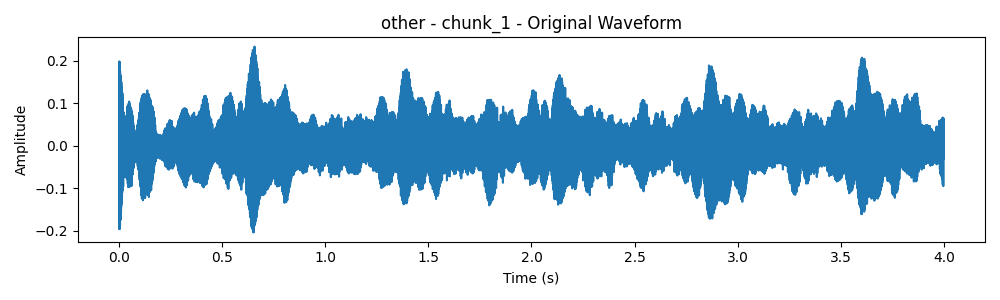 other - chunk_1 - Original Waveform
Amplitude
0.2
0.1
0.0
−0.1
−0.2
0.0 0.5 1.0 1.5 2.0 2.5 3.0 3.5 4.0
Time (s)